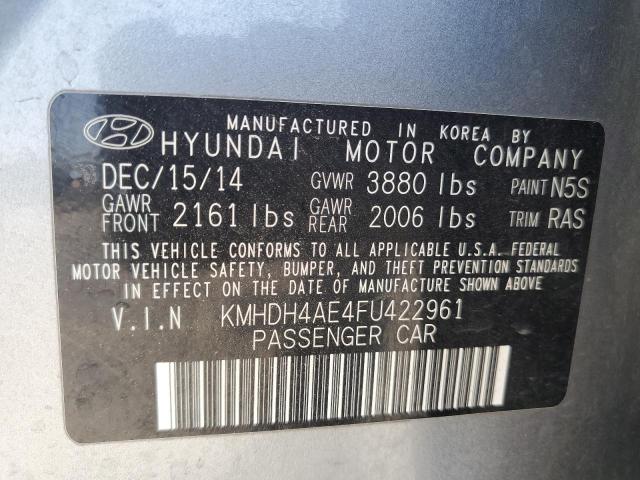 MANUFACTURED IN KOREA BY
HYUNDAI MOTOR COMPANY
DEC/15/14 GVWR 3880 lbs PAINT N5S
GAWR FRONT 2161 lbs GAWR REAR 2006 lbs TRIM RAS
THIS VEHICLE CONFORMS TO ALL APPLICABLE U.S.A. FEDERAL
MOTOR VEHICLE SAFETY, BUMPER, AND THEFT PREVENTION STANDARDS
IN EFFECT ON THE DATE OF MANUFACTURE SHOWN ABOVE
V.I.N KMHDH4AE4FU422961
PASSENGER CAR